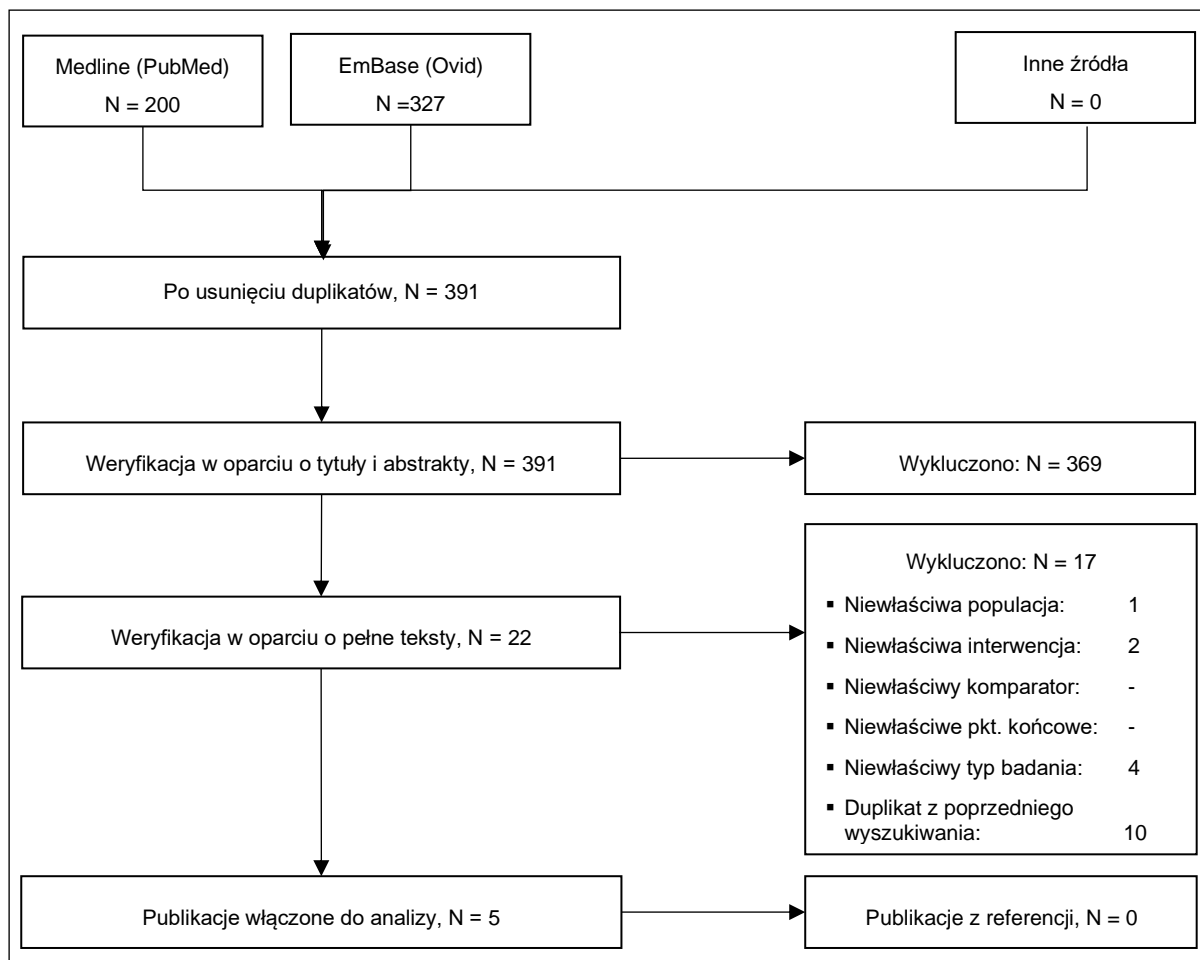 Medline (PubMed)
N = 200
EmBase (Ovid)
N =327
Inne źródła
N = 0
Po usunięciu duplikatów, N = 391
Weryfikacja w oparciu o tytuły i abstrakty, N = 391
Wykluczono: N = 369
Weryfikacja w oparciu o pełne teksty, N = 22
Wykluczono: N = 17
▪ Niewłaściwa populacja: 1
▪ Niewłaściwa interwencja: 2
▪ Niewłaściwy komparator: -
▪ Niewłaściwe pkt. końcowe: -
▪ Niewłaściwy typ badania: 4
▪ Duplikat z poprzedniego
wyszukiwania: 10
Publikacje włączone do analizy, N = 5
Publikacje z referencji, N = 0